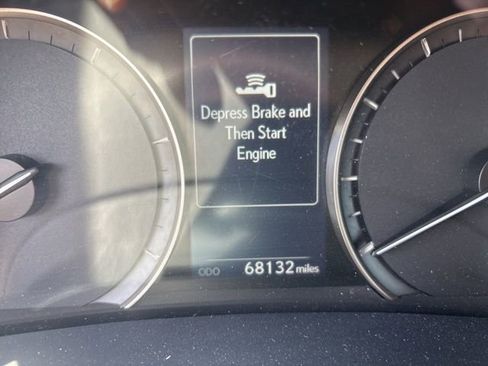 Depress Brake and
Then Start
Engine
ODO 68132 miles